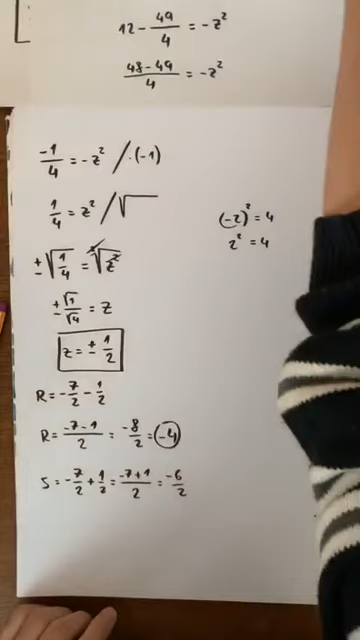 12 - 49/4 = -z²
48-49/4 = -z²
-1/4 = -z² / ·(-1)
1/4 = z² / √
± √1/4 = ²√z²
(-2)² = 4
2² = 4
± √1/√4 = z
z = ± 1/2
R = -7/2 - 1/2
R = -7-1/2 = -8/2 = -4
S = -7/2 + 1/2 = -7+1/2 = -6/2